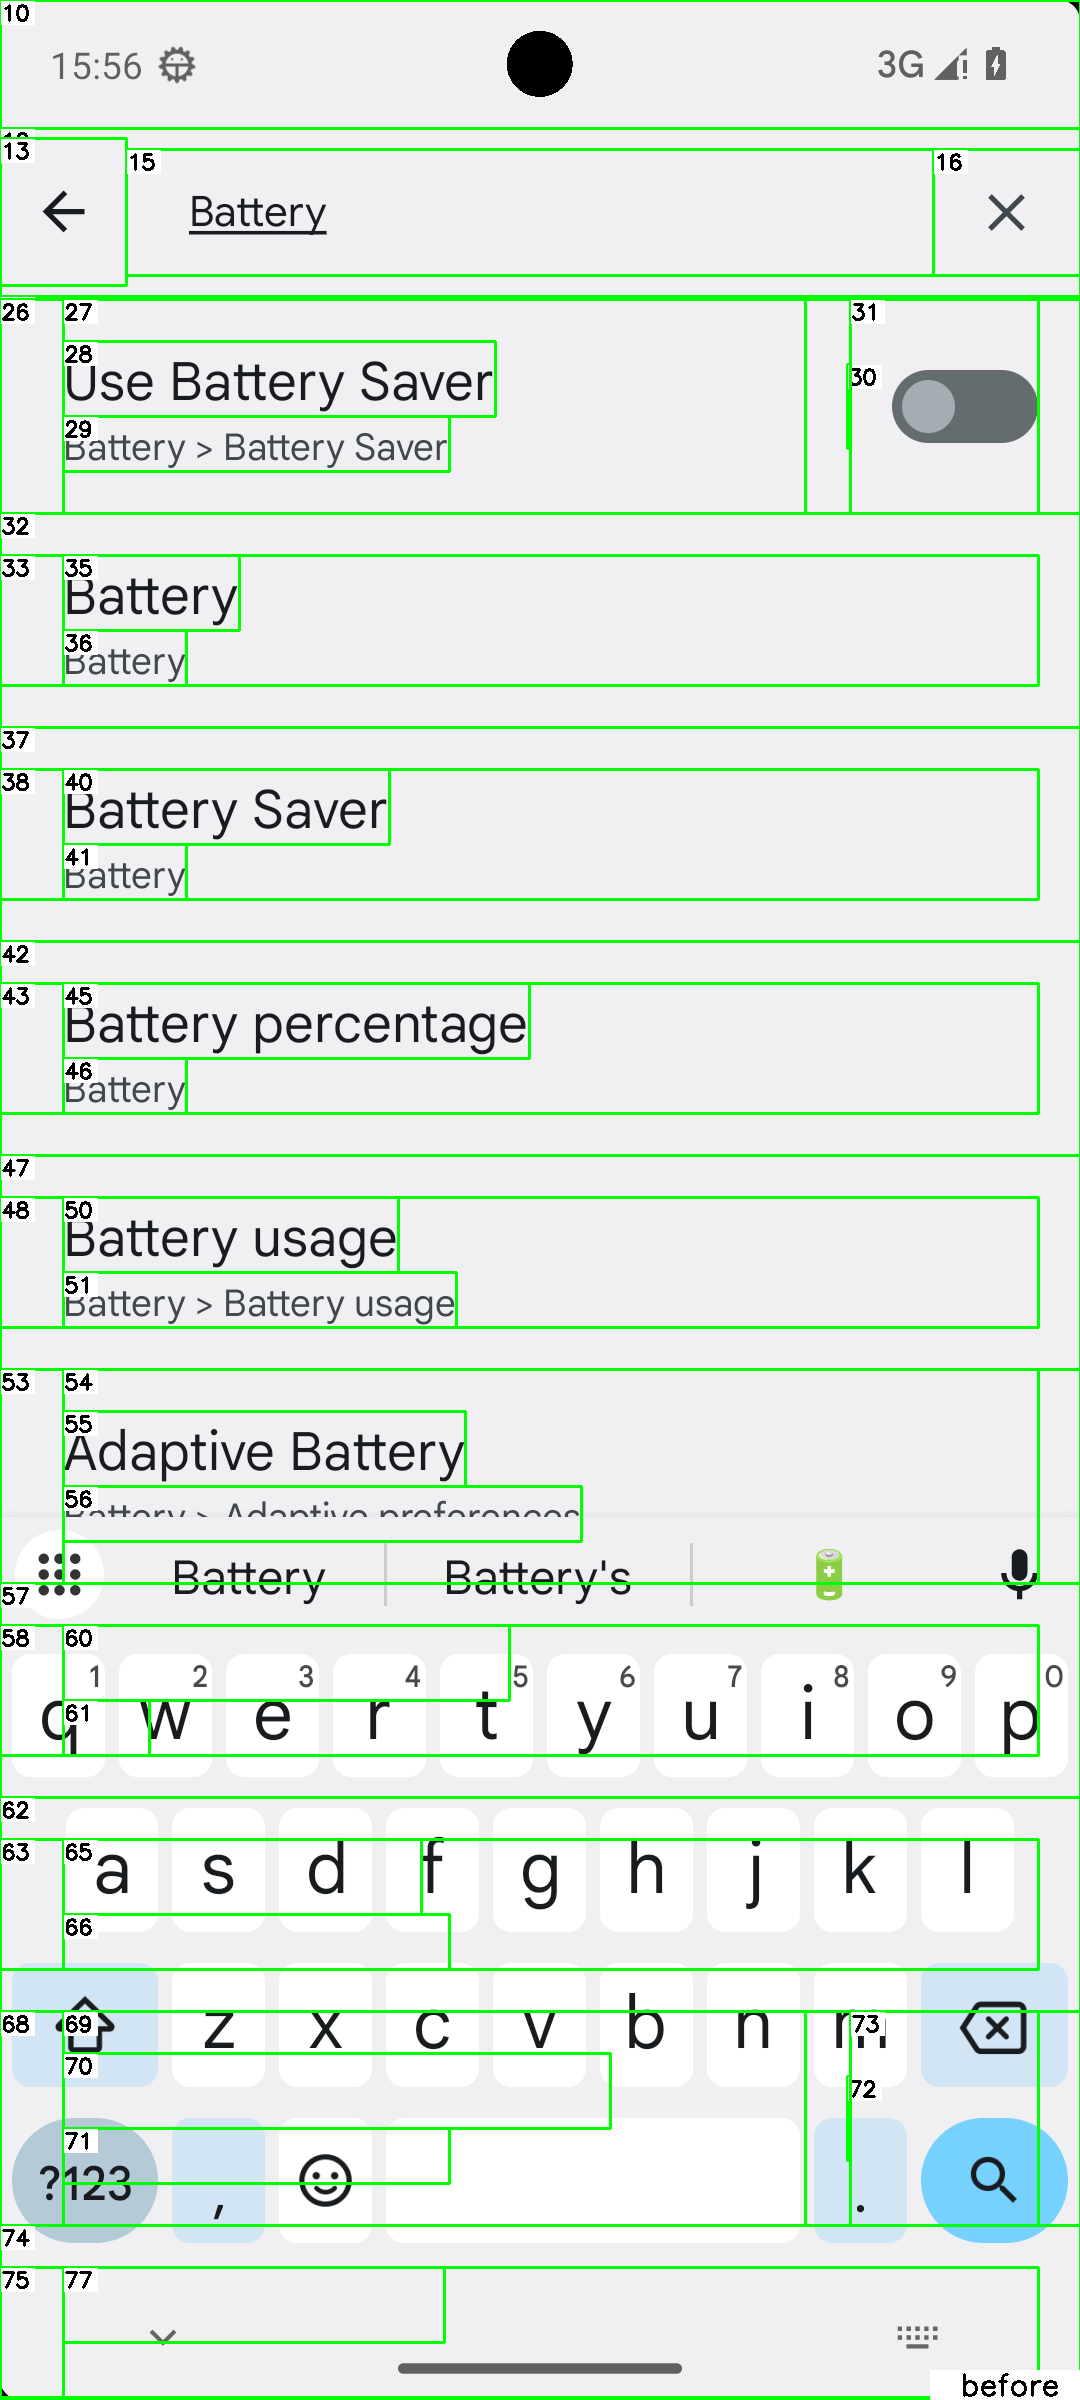 10
15:56 3G
13
15 Battery 16
26 27 31
28 Use Battery Saver 30
29 Battery > Battery Saver
32
33 35 Battery
36 Battery
37
38 40 Battery Saver
41 Battery
42
43 45 Battery percentage
46 Battery
47
48 50 Battery usage
51 Battery > Battery usage
53 54
55 Adaptive Battery
56 Battery > Adaptive preferences
Battery Battery's
57
58 60
1 2 3 4 5 6 7 8 9 0
61
q w e r t y u i o p
62
63 65
a s d f g h j k l
66
68 69 73
z x c v b n m
70 72
71
?123 , .
74
75 77
before